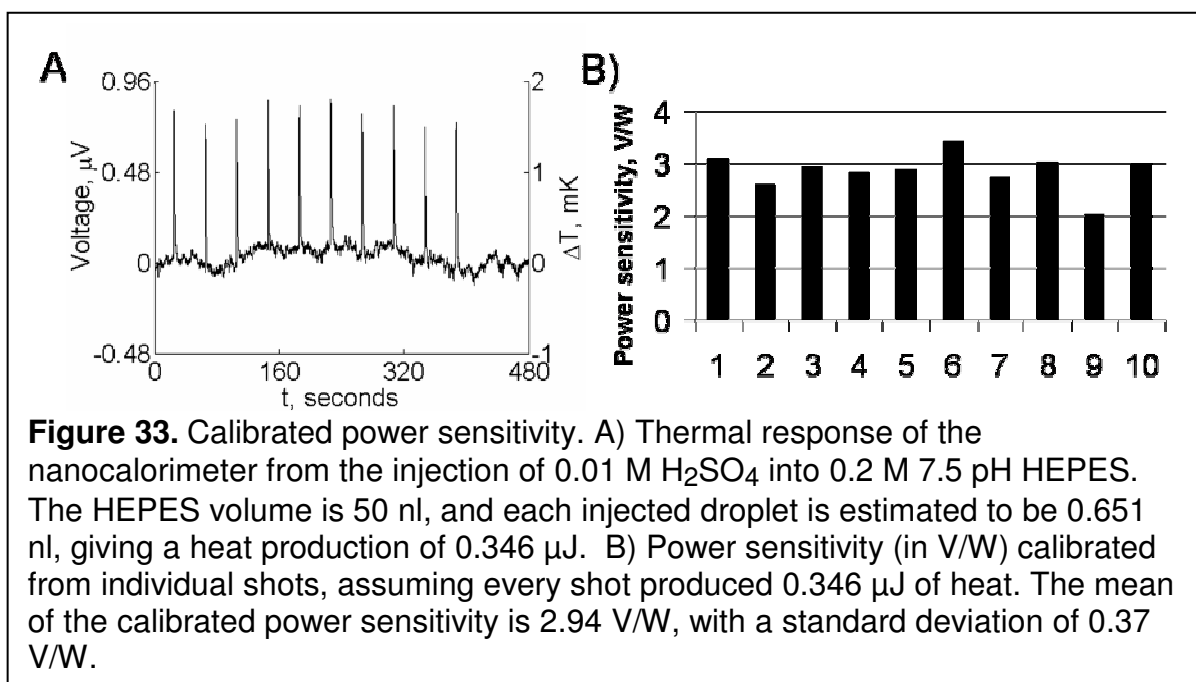 A
0.96
0.48
0
-0.48
Voltage, µV
2
1
0
-1
ΔT, mK
0 160 320 480
t, seconds
B)
4
3
2
1
0
Power sensitivity, V/W
1 2 3 4 5 6 7 8 9 10
Figure 33. Calibrated power sensitivity. A) Thermal response of the
nanocalorimeter from the injection of 0.01 M H₂SO₄ into 0.2 M 7.5 pH HEPES.
The HEPES volume is 50 nl, and each injected droplet is estimated to be 0.651
nl, giving a heat production of 0.346 µJ. B) Power sensitivity (in V/W) calibrated
from individual shots, assuming every shot produced 0.346 µJ of heat. The mean
of the calibrated power sensitivity is 2.94 V/W, with a standard deviation of 0.37
V/W.